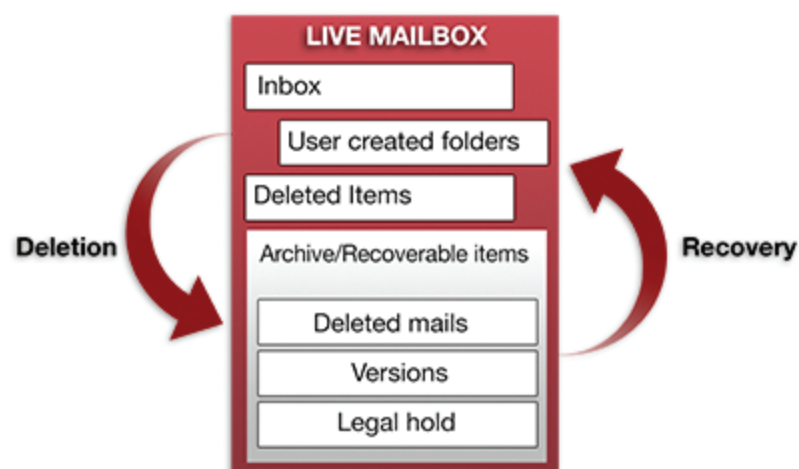 LIVE MAILBOX
Inbox
User created folders
Deleted Items
Deletion
Recovery
Archive/Recoverable items
Deleted mails
Versions
Legal hold